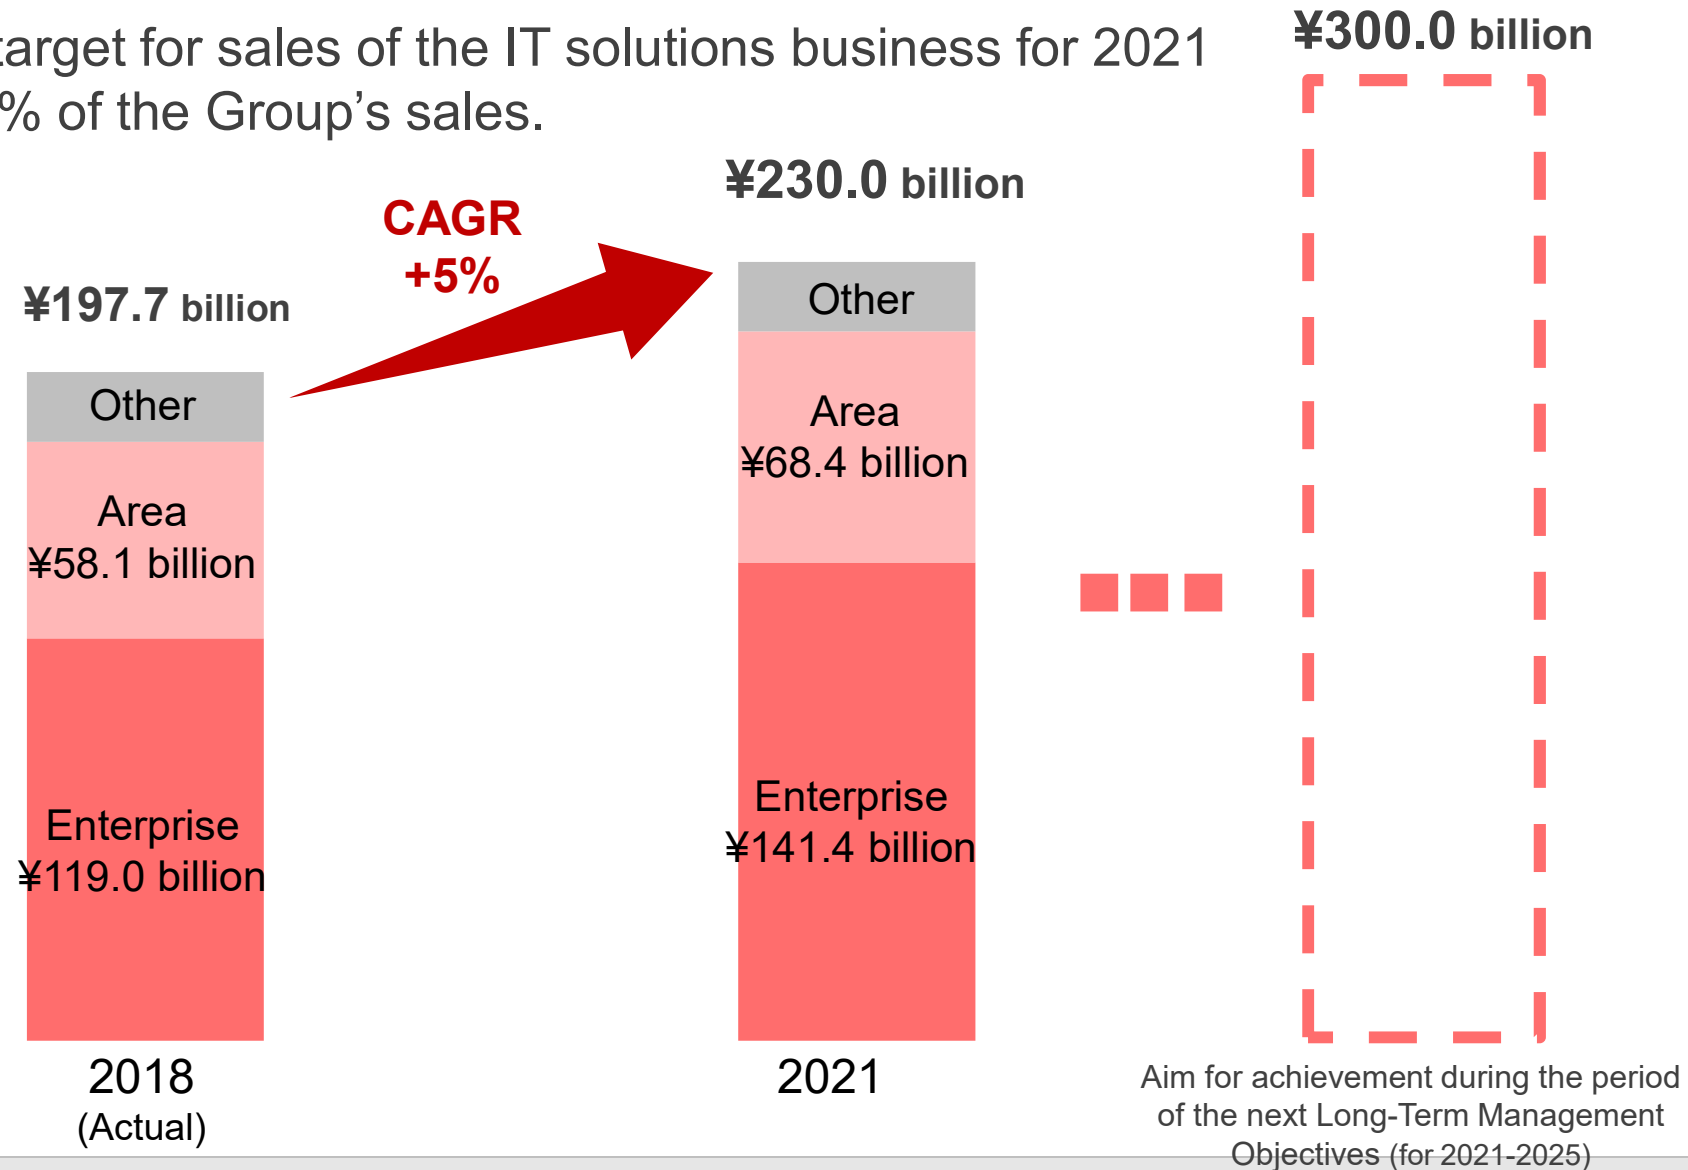 target for sales of the IT solutions business for 2021
% of the Group's sales.
¥300.0 billion
¥230.0 billion
CAGR
+5%
¥197.7 billion
Other
Area
¥58.1 billion
Enterprise
¥119.0 billion
2018
(Actual)
Other
Area
¥68.4 billion
Enterprise
¥141.4 billion
2021
Aim for achievement during the period
of the next Long-Term Management
Objectives (for 2021-2025)